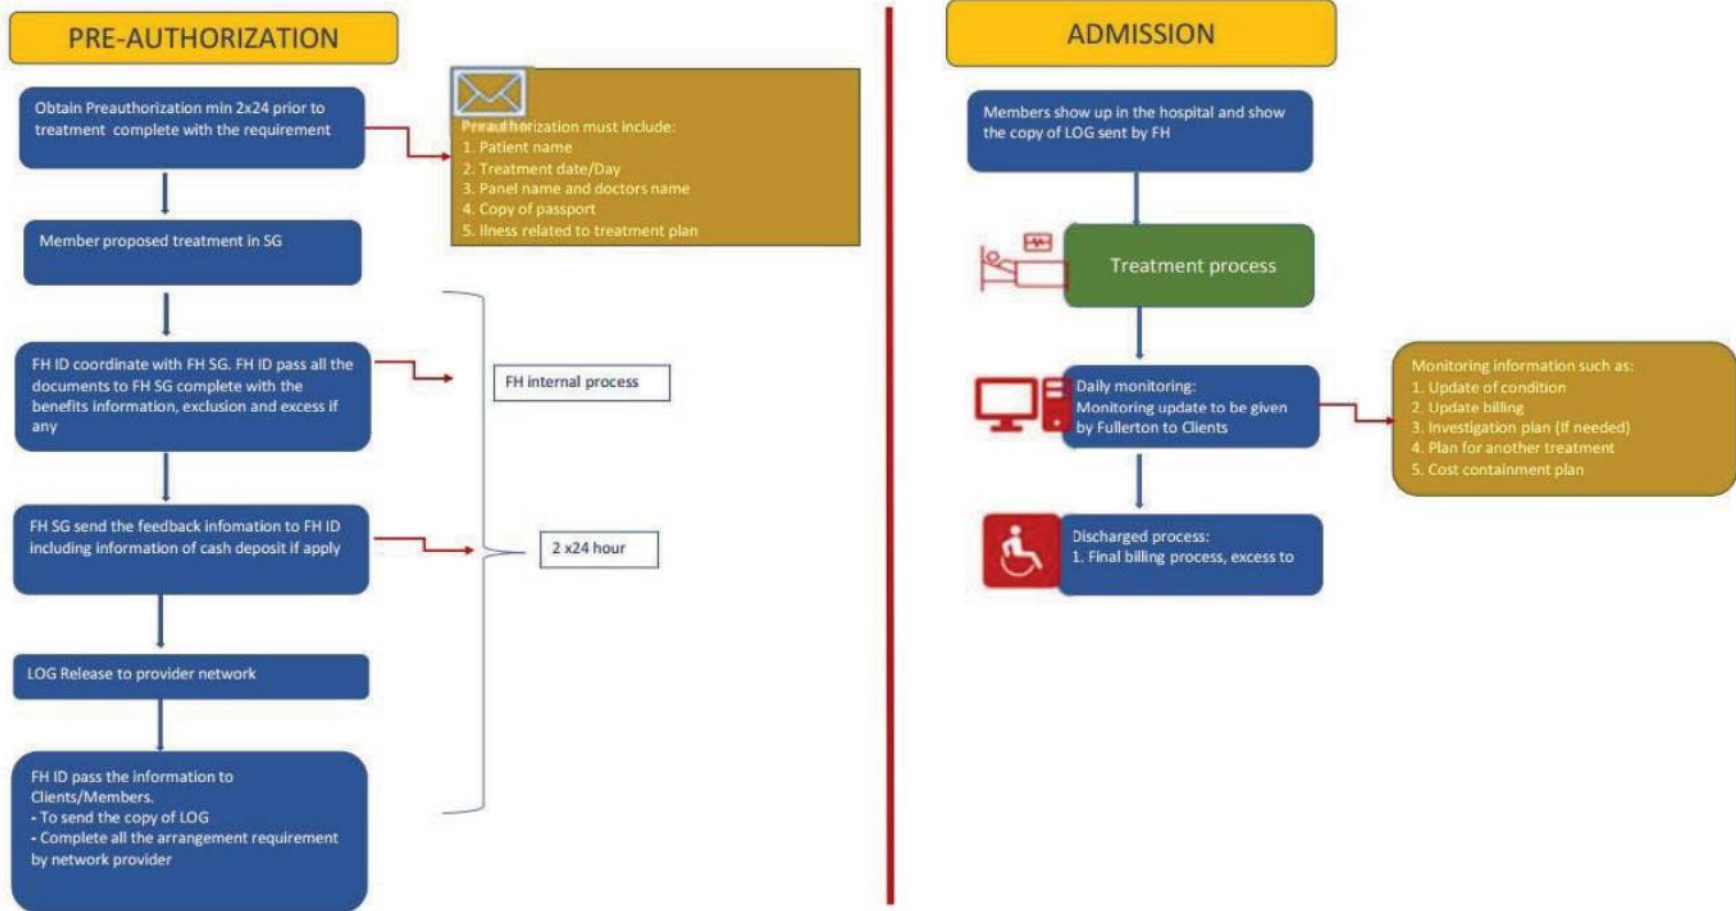 PRE-AUTHORIZATION
Obtain Preauthorization min 2x24 prior to
treatment complete with the requirement
Preauthorization must include:
1. Patient name
2. Treatment date/Day
3. Panel name and doctors name
4. Copy of passport
5. Ilness related to treatment plan
Member proposed treatment in SG
FH ID coordinate with FH SG. FH ID pass all the
documents to FH SG complete with the
benefits information, exclusion and excess if
any
FH internal process
FH SG send the feedback infomation to FH ID
including information of cash deposit if apply
2 x24 hour
LOG Release to provider network
FH ID pass the information to
Clients/Members.
- To send the copy of LOG
- Complete all the arrangement requirement
by network provider
ADMISSION
Members show up in the hospital and show
the copy of LOG sent by FH
Treatment process
Daily monitoring:
Monitoring update to be given
by Fullerton to Clients
Monitoring information such as:
1. Update of condition
2. Update billing
3. Investigation plan (If needed)
4. Plan for another treatment
5. Cost containment plan
Discharged process:
1. Final billing process, excess to